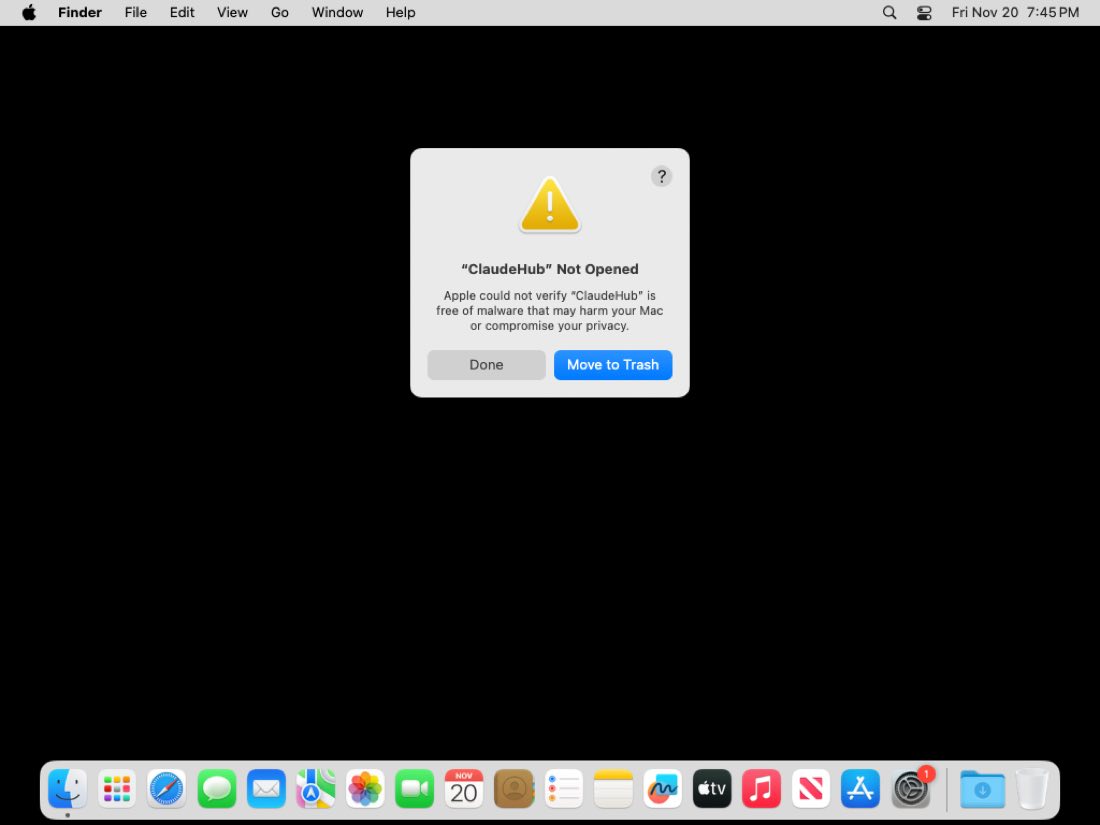 Finder File Edit View Go Window Help Fri Nov 20 7:45 PM
?
“ClaudeHub” Not Opened
Apple could not verify “ClaudeHub” is
free of malware that may harm your Mac
or compromise your privacy.
Done Move to Trash
NOV
20
tv
1